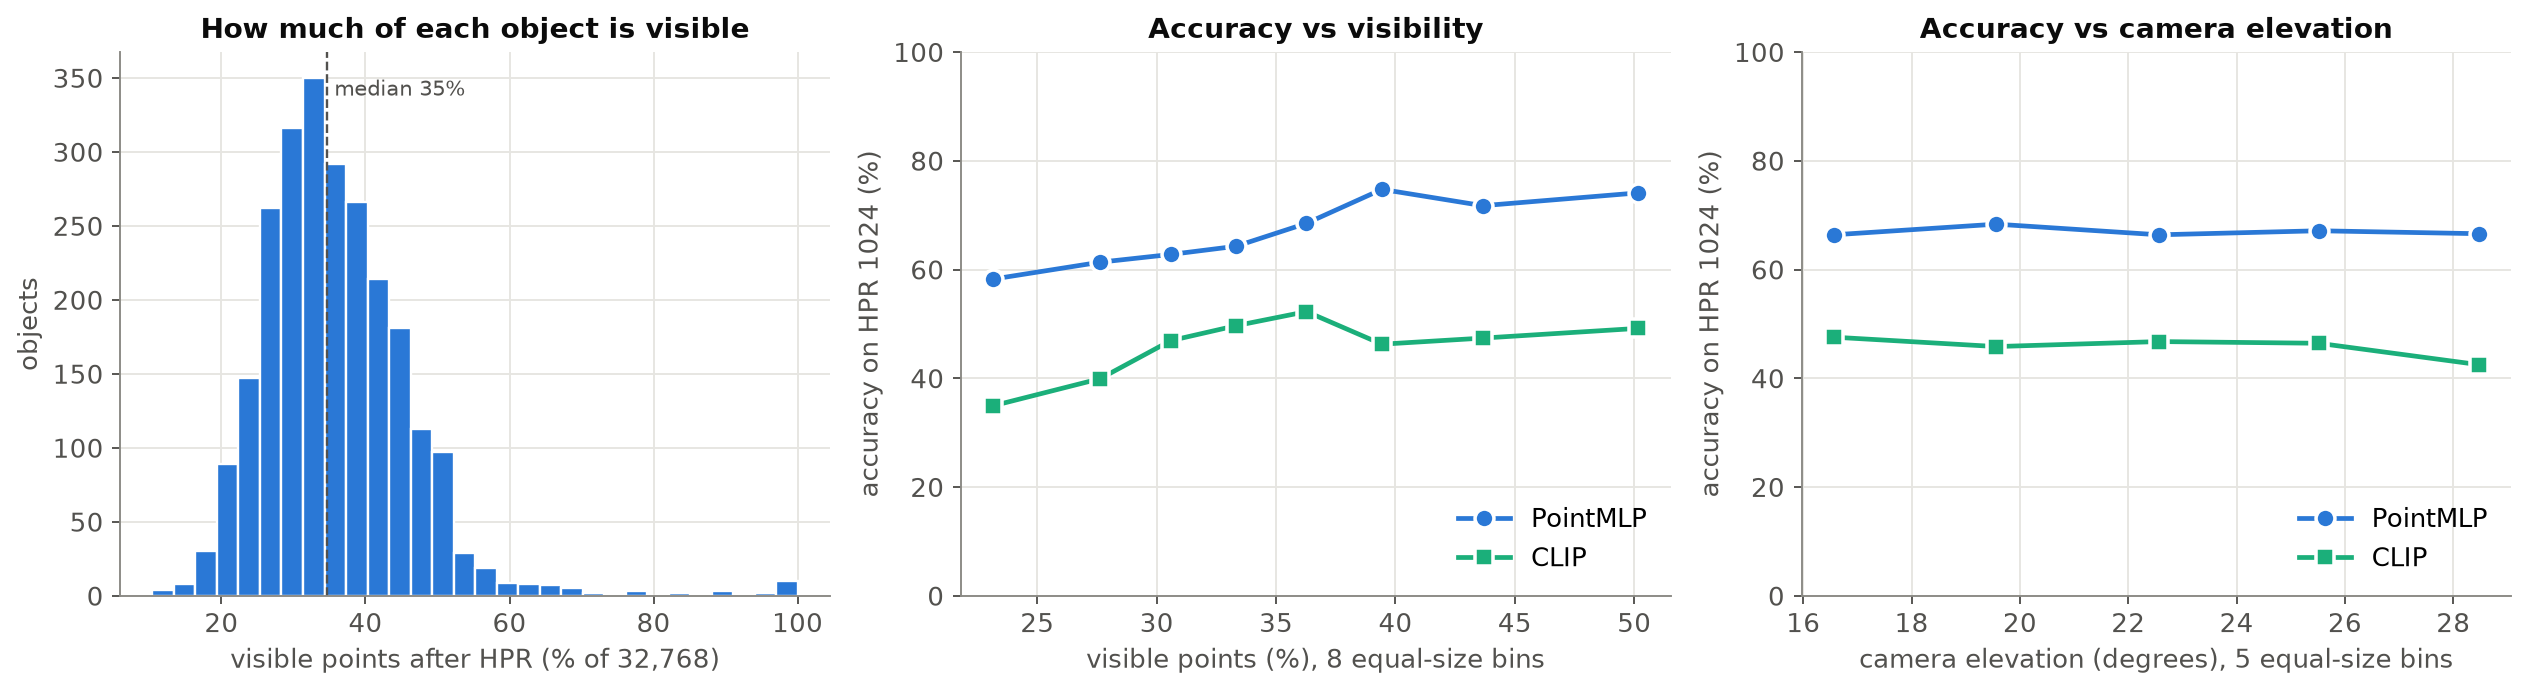 How much of each object is visible
350
300
250
200
150
100
50
0
objects
median 35%
20 40 60 80 100
visible points after HPR (% of 32,768)
Accuracy vs visibility
100
80
60
40
20
0
accuracy on HPR 1024 (%)
PointMLP
CLIP
25 30 35 40 45 50
visible points (%), 8 equal-size bins
Accuracy vs camera elevation
100
80
60
40
20
0
accuracy on HPR 1024 (%)
PointMLP
CLIP
16 18 20 22 24 26 28
camera elevation (degrees), 5 equal-size bins